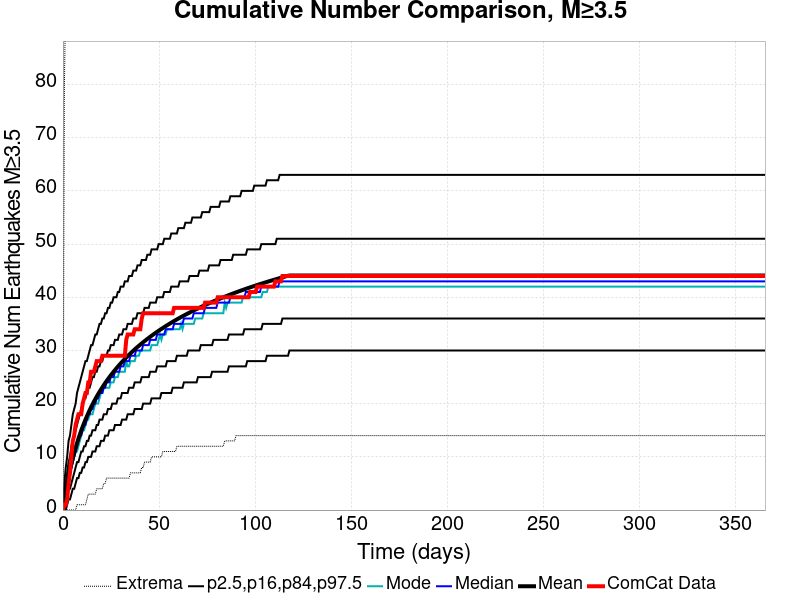 Cumulative Number Comparison, M≥3.5
Cumulative Num Earthquakes M≥3.5
80
70
60
50
40
30
20
10
0
0 50 100 150 200 250 300 350
Time (days)
Extrema p2.5,p16,p84,p97.5 Mode Median Mean ComCat Data